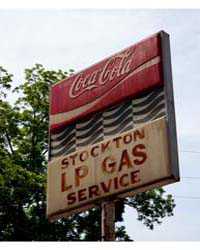 Coca-Cola
STOCKTON
LP GAS
SERVICE